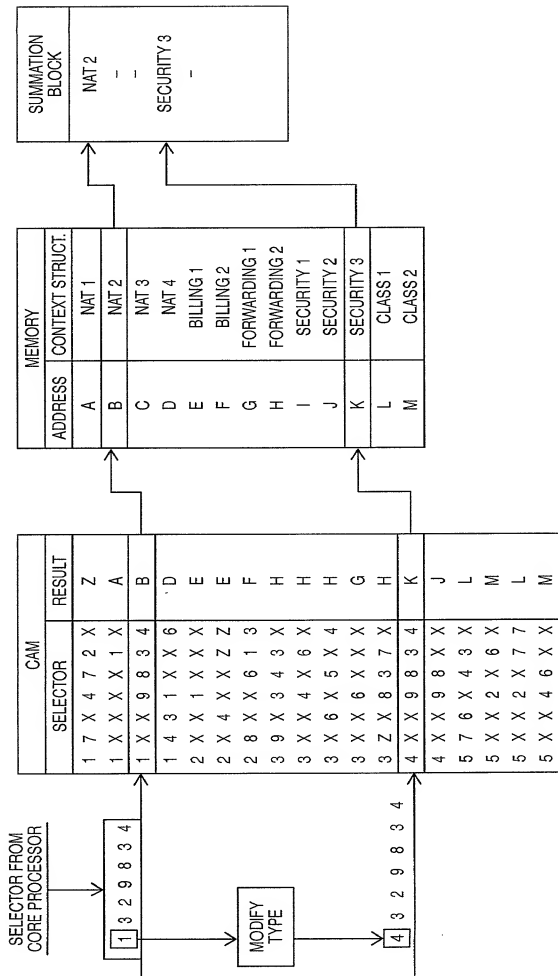 SELECTOR FROM
CORE PROCESSOR
1 3 2 9 8 3 4
MODIFY
TYPE
4 3 2 9 8 3 4
CAM
SELECTOR RESULT
1 7 X 4 7 2 X Z
1 X X X X 1 X A
1 X X 9 8 3 4 B
1 4 3 1 X X 6 D
2 X X 1 X X X E
2 X 4 X X Z Z E
2 8 X X 6 1 3 F
3 9 X 3 4 3 X H
3 X X 4 X 6 X H
3 X 6 X 5 X 4 H
3 X X 6 X X X G
3 Z X 8 3 7 X H
4 X X 9 8 3 4 K
4 X X 9 8 X X J
5 7 6 X 4 3 X L
5 X X 2 X 6 X M
5 X X 2 X 7 7 L
5 X X 4 6 X X M
MEMORY
ADDRESS CONTEXT STRUCT.
A NAT 1
B NAT 2
C NAT 3
D NAT 4
E BILLING 1
F BILLING 2
G FORWARDING 1
H FORWARDING 2
I SECURITY 1
J SECURITY 2
K SECURITY 3
L CLASS 1
M CLASS 2
SUMMATION
BLOCK
NAT 2
–
–
SECURITY 3
–